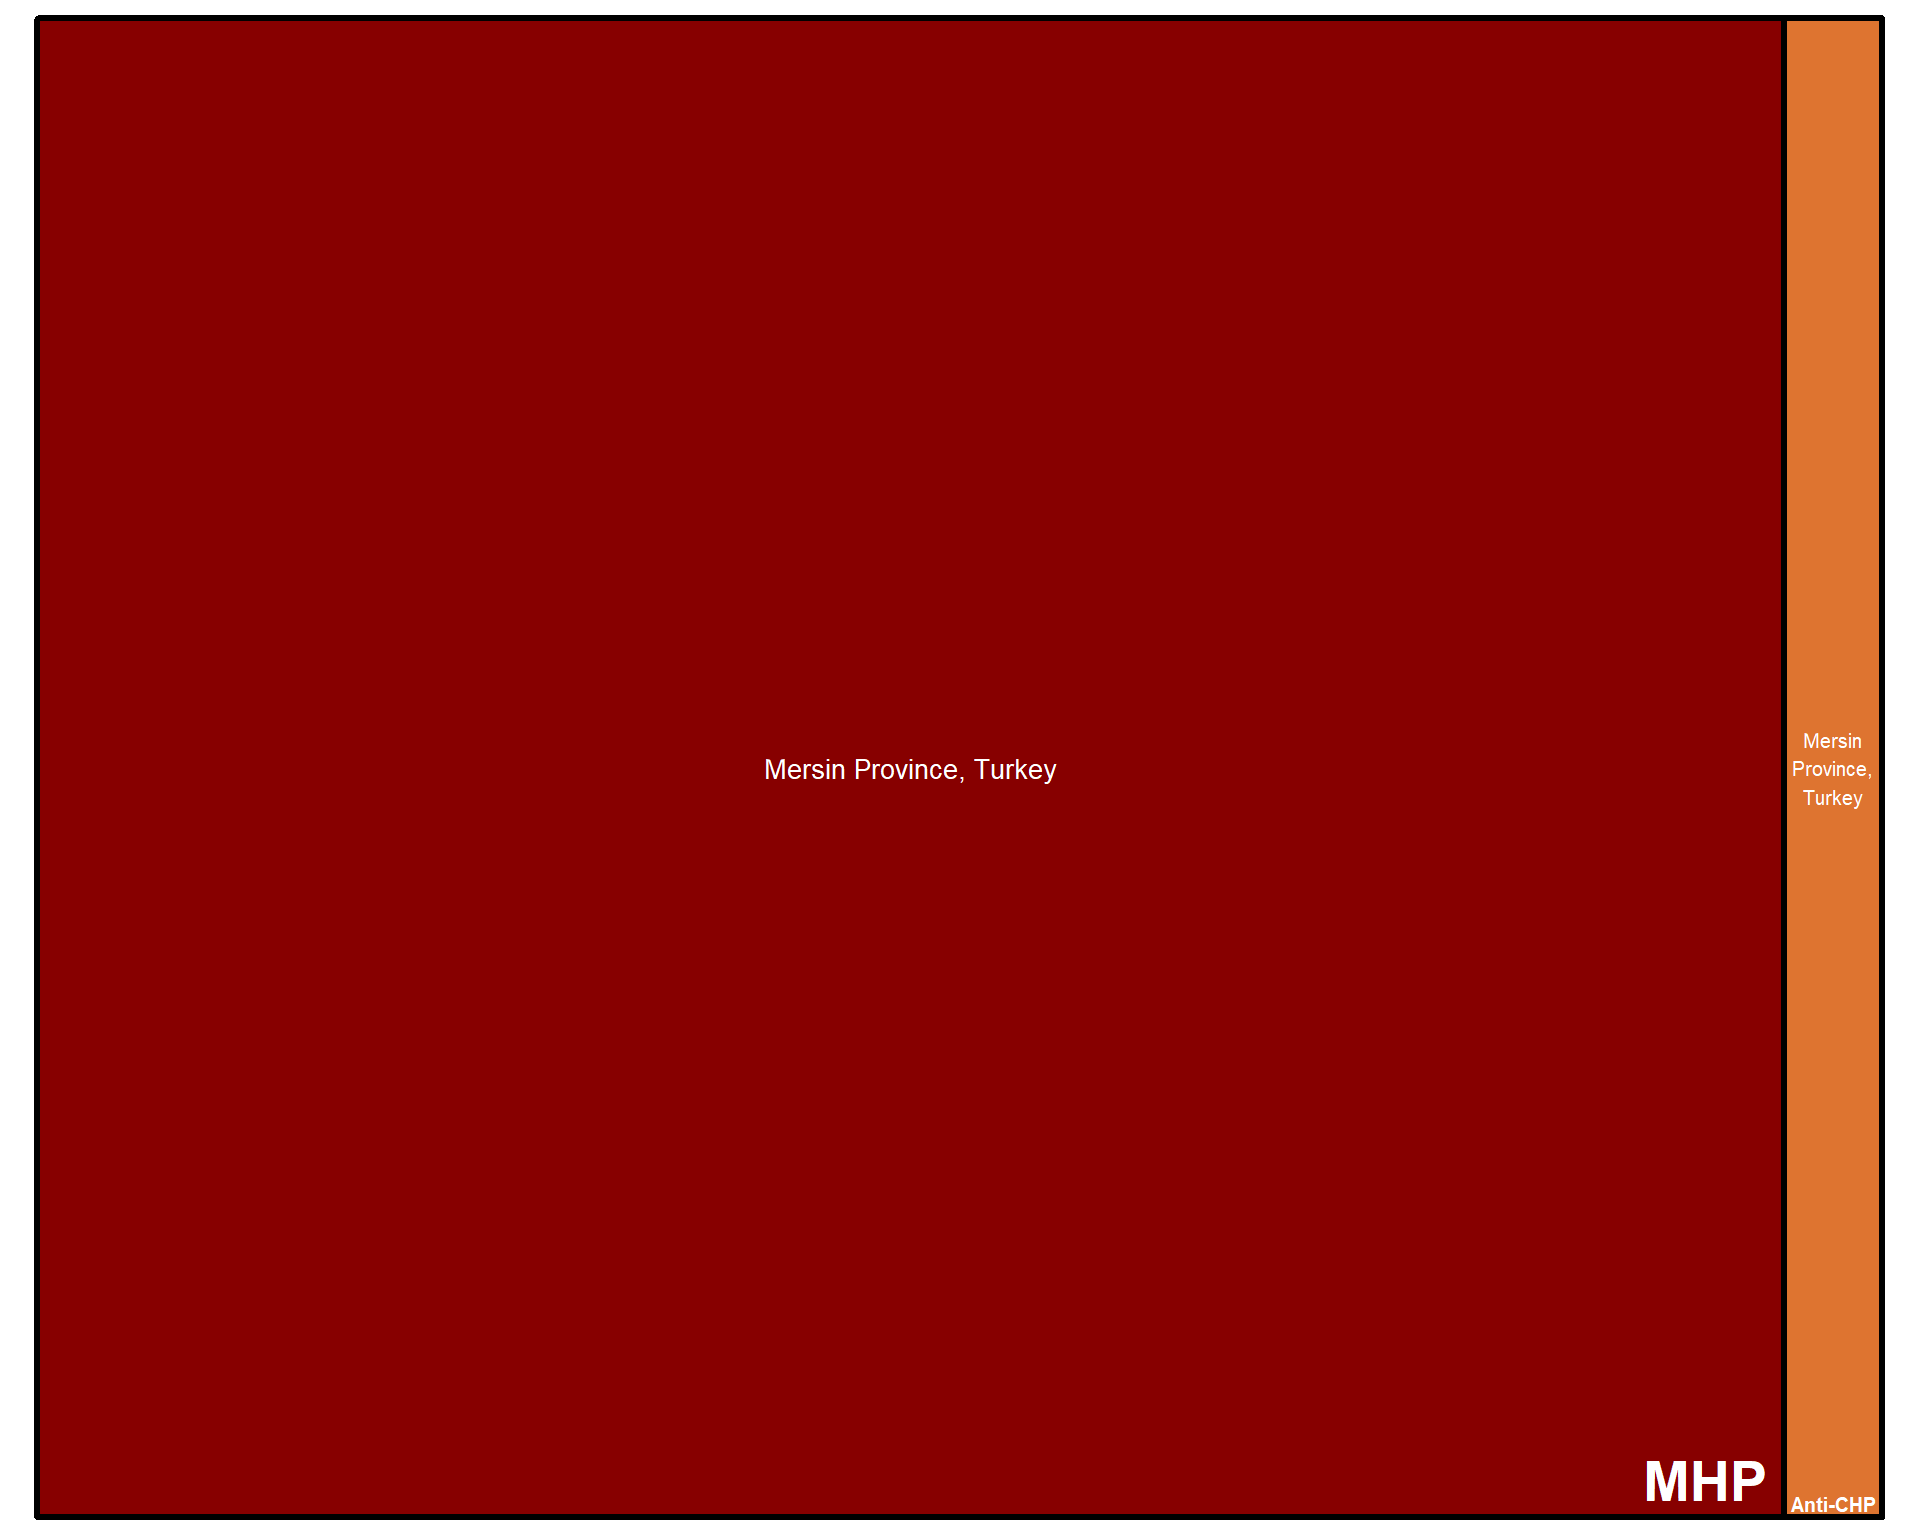 Mersin Province, Turkey
MHP
Mersin
Province,
Turkey
Anti-CHP